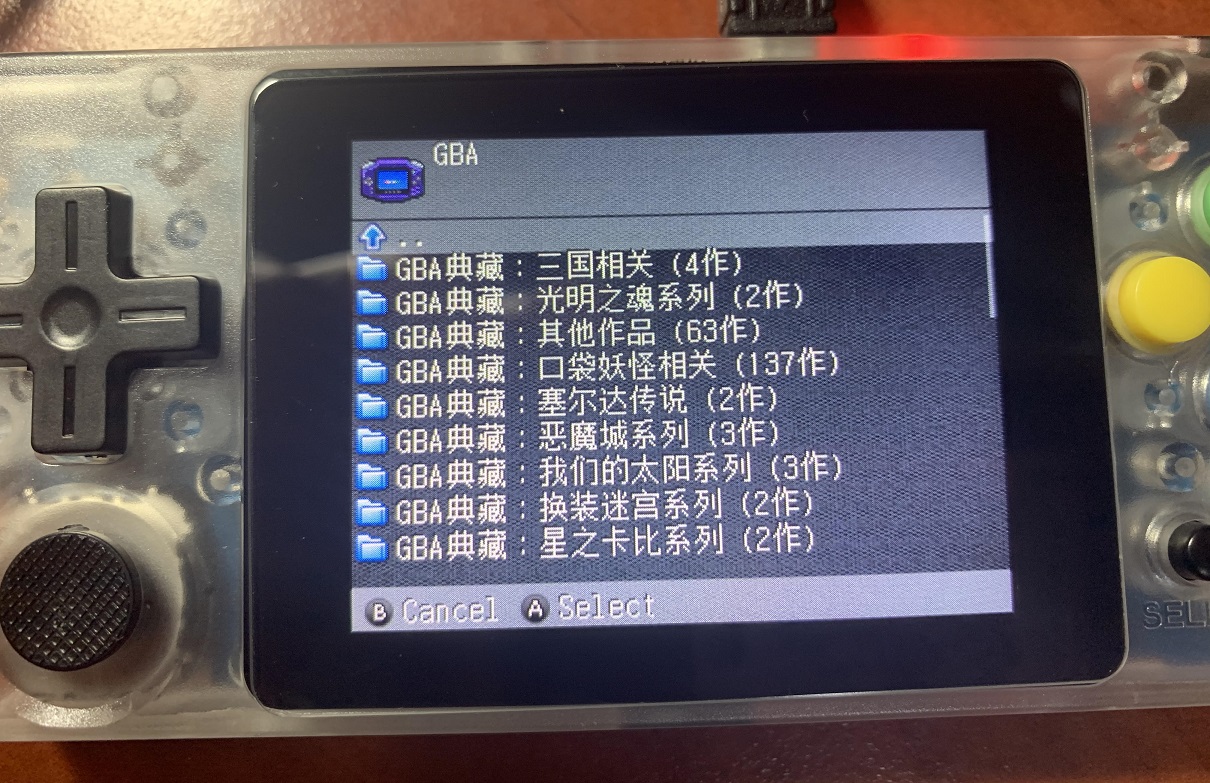 GBA
..
GBA典藏：三国相关（4作）
GBA典藏：光明之魂系列（2作）
GBA典藏：其他作品（63作）
GBA典藏：口袋妖怪相关（137作）
GBA典藏：塞尔达传说（2作）
GBA典藏：恶魔城系列（3作）
GBA典藏：我们的太阳系列（3作）
GBA典藏：换装迷宫系列（2作）
GBA典藏：星之卡比系列（2作）
B Cancel A Select
SEL